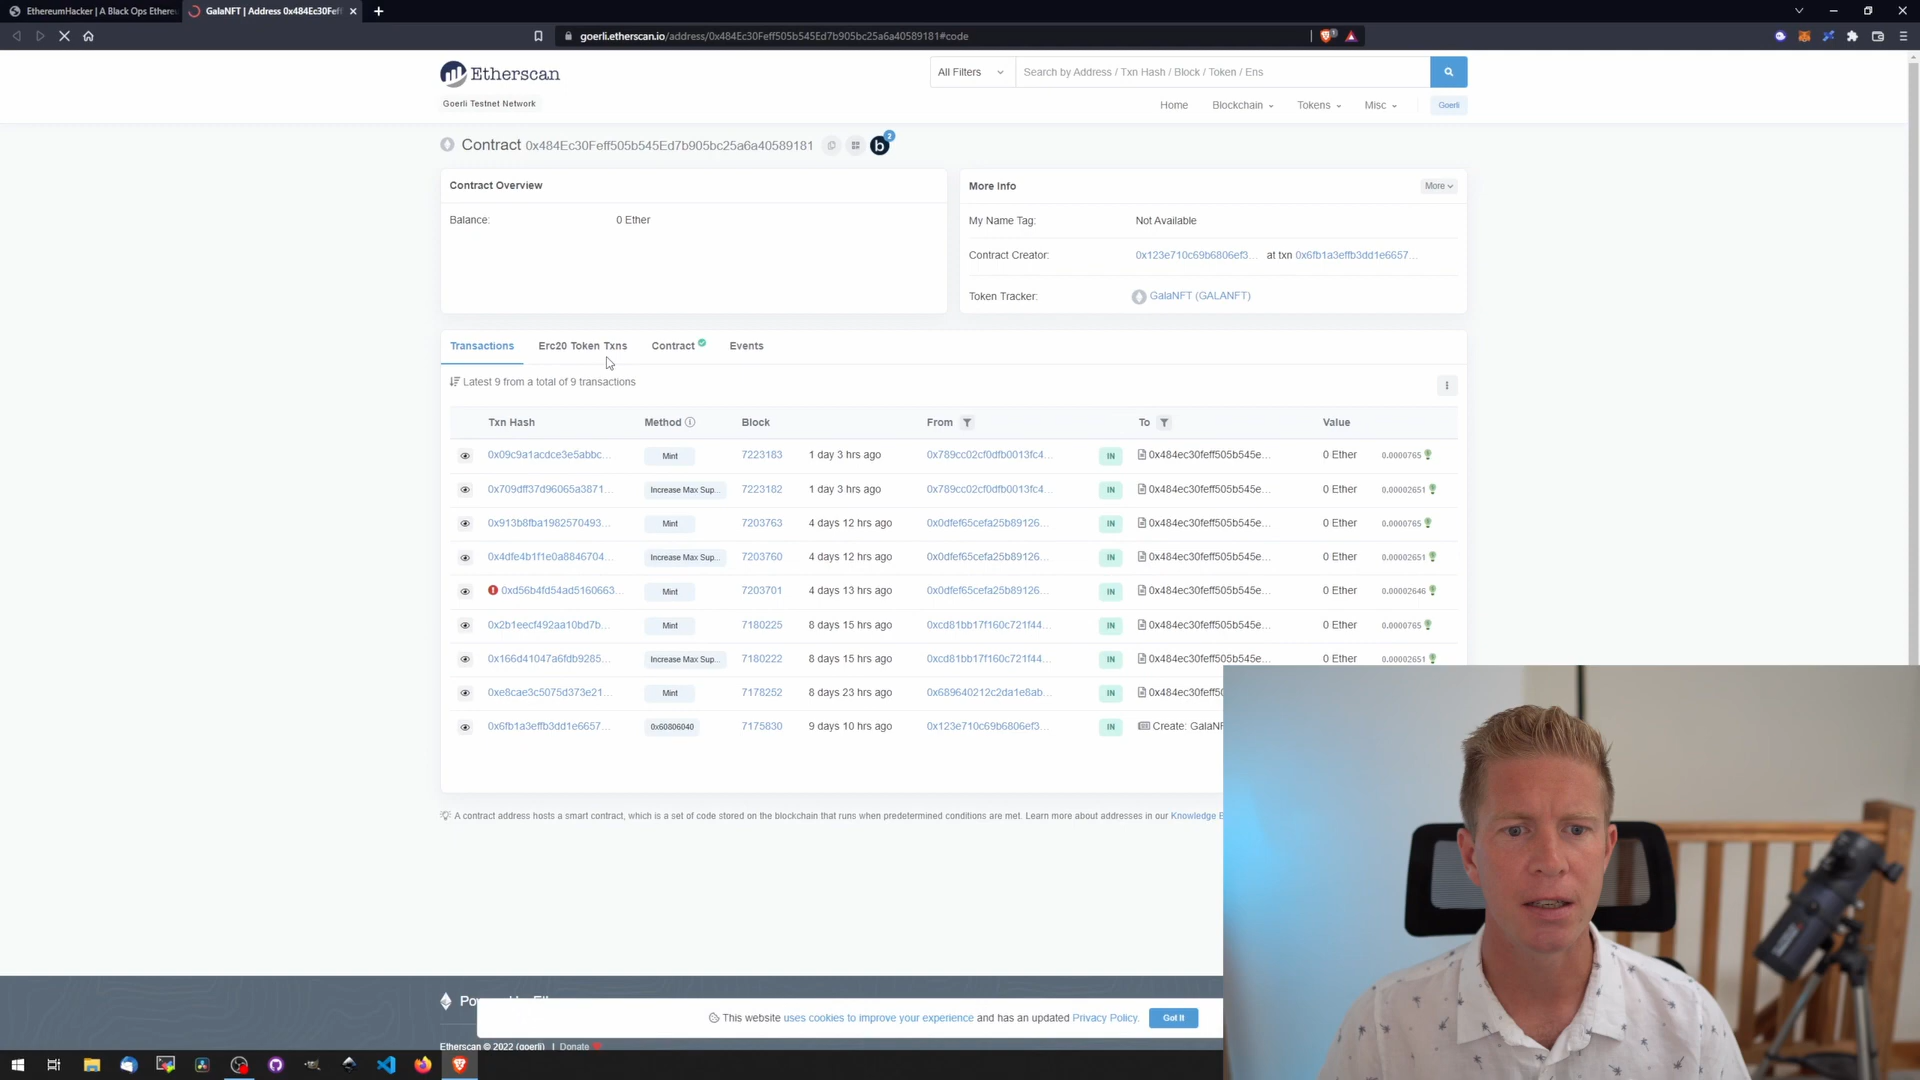 EthereumHacker | A Black Ops Ethere
GalaNFT | Address 0x484Ec30Fef
goerli.etherscan.io/address/0x484Ec30Feff505b545Ed7b905bc25a6a40589181#code
Etherscan
All Filters
Search by Address / Txn Hash / Block / Token / Ens
Goerli Testnet Network
Home Blockchain Tokens Misc Goerli
Contract 0x484Ec30Feff505b545Ed7b905bc25a6a40589181 b 2
Contract Overview
Balance: 0 Ether
More Info More
My Name Tag: Not Available
Contract Creator: 0x123e710c69b6806ef3... at txn 0x6fb1a3effb3dd1e6657...
Token Tracker: GalaNFT (GALANFT)
Transactions Erc20 Token Txns Contract Events
Latest 9 from a total of 9 transactions
Txn Hash Method Block From To Value
0x09c9a1acdce3e5abbc... Mint 7223183 1 day 3 hrs ago 0x789cc02cf0dfb0013fc4... IN 0x484ec30feff505b545e... 0 Ether 0.0000765
0x709dff37d96065a3871... Increase Max Sup... 7223182 1 day 3 hrs ago 0x789cc02cf0dfb0013fc4... IN 0x484ec30feff505b545e... 0 Ether 0.00002651
0x913b8fba1982570493... Mint 7203763 4 days 12 hrs ago 0x0dfef65cefa25b89126... IN 0x484ec30feff505b545e... 0 Ether 0.0000765
0x4dfe4b1f1e0a8846704... Increase Max Sup... 7203760 4 days 12 hrs ago 0x0dfef65cefa25b89126... IN 0x484ec30feff505b545e... 0 Ether 0.00002651
0xd56b4fd54ad5160663... Mint 7203701 4 days 13 hrs ago 0x0dfef65cefa25b89126... IN 0x484ec30feff505b545e... 0 Ether 0.00002646
0x2b1eecf492aa10bd7b... Mint 7180225 8 days 15 hrs ago 0xcd81bb17f160c721f44... IN 0x484ec30feff505b545e... 0 Ether 0.0000765
0x166d41047a6fdb9285... Increase Max Sup... 7180222 8 days 15 hrs ago 0xcd81bb17f160c721f44... IN 0x484ec30feff505b545e... 0 Ether 0.00002651
0xe8cae3c5075d373e21... Mint 7178252 8 days 23 hrs ago 0x689640212c2da1e8ab... IN 0x484ec30feff50
0x6fb1a3effb3dd1e6657... 0x60806040 7175830 9 days 10 hrs ago 0x123e710c69b6806ef3... IN Create: GalaNF
A contract address hosts a smart contract, which is a set of code stored on the blockchain that runs when predetermined conditions are met. Learn more about addresses in our Knowledge B
This website uses cookies to improve your experience and has an updated Privacy Policy. Got It
Etherscan © 2022 (goerli) | Donate